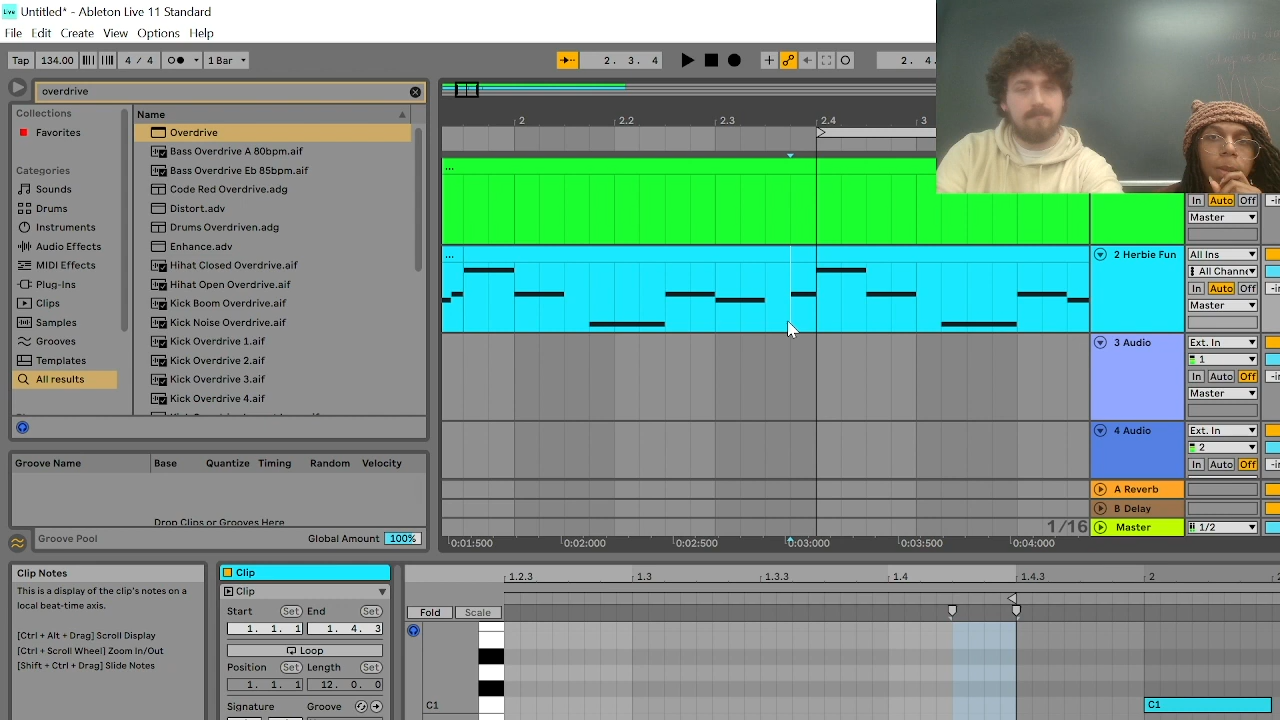 Live Untitled* - Ableton Live 11 Standard
File Edit Create View Options Help
Tap 134.00 4 / 4 1 Bar 2. 3. 4 2. 4.
overdrive
Collections
Favorites
Categories
Sounds
Drums
Instruments
Audio Effects
MIDI Effects
Plug-Ins
Clips
Samples
Grooves
Templates
All results
Name
Overdrive
Bass Overdrive A 80bpm.aif
Bass Overdrive Eb 85bpm.aif
Code Red Overdrive.adg
Distort.adv
Drums Overdriven.adg
Enhance.adv
Hihat Closed Overdrive.aif
Hihat Open Overdrive.aif
Kick Boom Overdrive.aif
Kick Noise Overdrive.aif
Kick Overdrive 1.aif
Kick Overdrive 2.aif
Kick Overdrive 3.aif
Kick Overdrive 4.aif
Groove Name Base Quantize Timing Random Velocity
Drop Clips or Grooves Here
Groove Pool Global Amount 100%
2 2.2 2.3 2.4 3
...
...
In Auto Off
Master
2 Herbie Fun All Ins
All Channe
In Auto Off
Master
3 Audio Ext. In
1
In Auto Off
Master
4 Audio Ext. In
2
In Auto Off
A Reverb
B Delay
1/16 Master 1/2
0:01:500 0:02:000 0:02:500 0:03:000 0:03:500 0:04:000
Clip Notes
This is a display of the clip's notes on a
local beat-time axis.
[Ctrl + Alt + Drag] Scroll Display
[Ctrl + Scroll Wheel] Zoom In/Out
[Shift + Ctrl + Drag] Slide Notes
Clip
Clip
Start Set End Set
1. 1. 1 1. 4. 3
Loop
Position Set Length Set
1. 1. 1 12. 0. 0
Signature Groove
1.2.3 1.3 1.3.3 1.4 1.4.3 2
Fold Scale
C1 C1